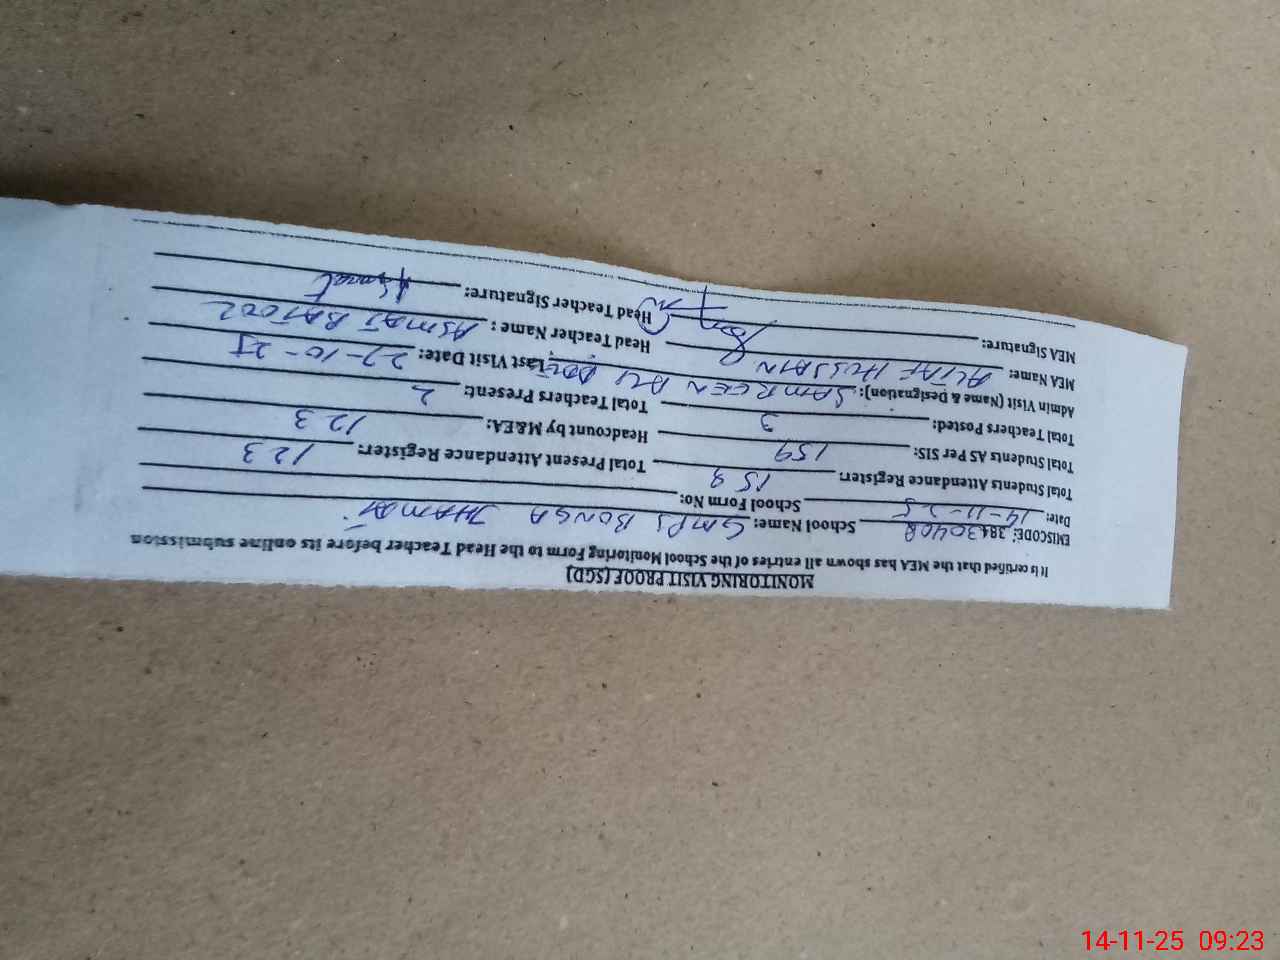 MONITORING VISIT PROOF (SGD)
It is certified that the MEA has shown all entries of the School Monitoring Form to the Head Teacher before its online submission
EMISCODE: 38430408 School Name: GMPS BONGA JHAMAT
Date: 14-11-25 School Form No:
Total Students Attendance Register: 159 Total Present Attendance Register: 123
Total Students AS Per SIS: 159 Headcount by M&EA: 123
Total Teachers Posted: 3 Total Teachers Present: 2
Admin Visit (Name & Designation): SAMREEN Last Visit Date: 27-10-25
MEA Name: ALTAF HUSSAIN Head Teacher Name: ASMAT BATOOL
MEA Signature: Head Teacher Signature: Asmat
14-11-25 09:23